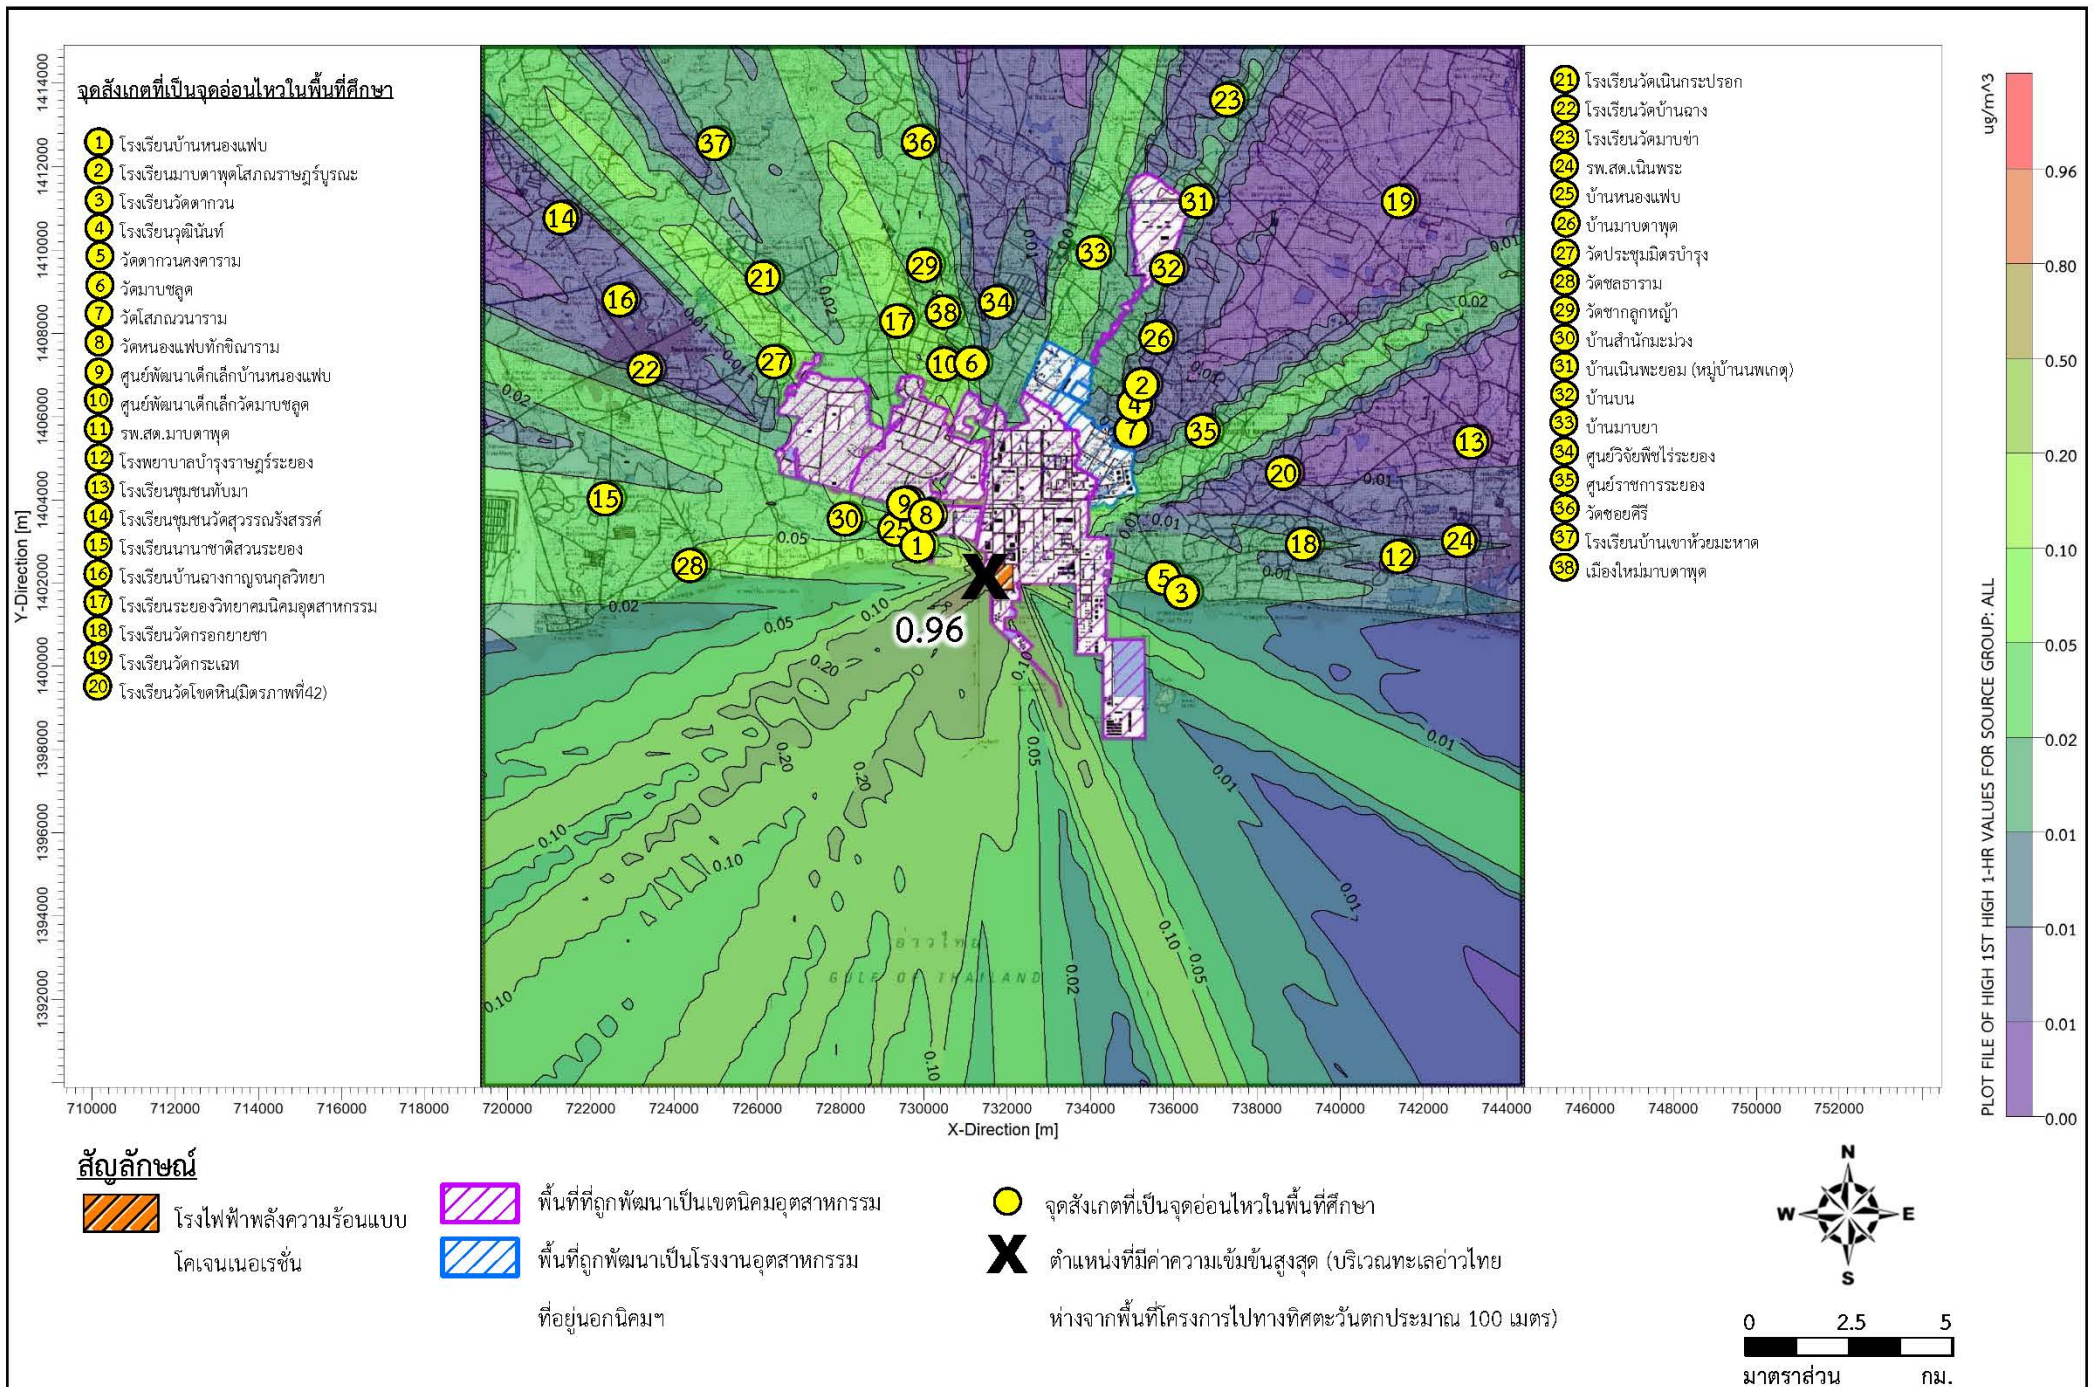 จุดสังเกตที่เป็นจุดอ่อนไหวในพื้นที่ศึกษา
1 โรงเรียนบ้านหนองแฟบ
2 โรงเรียนมาบตาพุดโสภณราษฎร์บูรณะ
3 โรงเรียนวัดตากวน
4 โรงเรียนวุฒินันท์
5 วัดตากวนคงคาราม
6 วัดมาบชลูด
7 วัดโสภณวนาราม
8 วัดหนองแฟบทักขิณาราม
9 ศูนย์พัฒนาเด็กเล็กบ้านหนองแฟบ
10 ศูนย์พัฒนาเด็กเล็กวัดมาบชลูด
11 รพ.สต.มาบตาพุด
12 โรงพยาบาลบำรุงราษฎร์ระยอง
13 โรงเรียนชุมชนทับมา
14 โรงเรียนชุมชนวัดสุวรรณรังสรรค์
15 โรงเรียนนานาชาติสวนระยอง
16 โรงเรียนบ้านฉางกาญจนกุลวิทยา
17 โรงเรียนระยองวิทยาคมนิคมอุตสาหกรรม
18 โรงเรียนวัดกรอกยายชา
19 โรงเรียนวัดกระเฉท
20 โรงเรียนวัดโขดหิน(มิตรภาพที่42)
21 โรงเรียนวัดเนินกระปรอก
22 โรงเรียนวัดบ้านฉาง
23 โรงเรียนวัดมาบข่า
24 รพ.สต.เนินพระ
25 บ้านหนองแฟบ
26 บ้านมาบตาพุด
27 วัดประชุมมิตรบำรุง
28 วัดชลธาราม
29 วัดชากลูกหญ้า
30 บ้านสำนักมะม่วง
31 บ้านเนินพะยอม (หมู่บ้านนพเกตุ)
32 บ้านบน
33 บ้านมาบยา
34 ศูนย์วิจัยพืชไร่ระยอง
35 ศูนย์ราชการระยอง
36 วัดซอยคีรี
37 โรงเรียนบ้านเขาห้วยมะหาด
38 เมืองใหม่มาบตาพุด
ug/m^3
0.96
0.80
0.50
0.20
0.10
0.05
0.02
0.01
0.01
0.01
0.00
PLOT FILE OF HIGH 1ST HIGH 1-HR VALUES FOR SOURCE GROUP: ALL
Y-Direction [m]
1414000
1412000
1410000
1408000
1406000
1404000
1402000
1400000
1398000
1396000
1394000
1392000
0.96
อ่าวไทย
GULF OF THAILAND
710000 712000 714000 716000 718000 720000 722000 724000 726000 728000 730000 732000 734000 736000 738000 740000 742000 744000 746000 748000 750000 752000
X-Direction [m]
สัญลักษณ์
โรงไฟฟ้าพลังความร้อนแบบ
โคเจนเนอเรชั่น
พื้นที่ที่ถูกพัฒนาเป็นเขตนิคมอุตสาหกรรม
พื้นที่ถูกพัฒนาเป็นโรงงานอุตสาหกรรม
ที่อยู่นอกนิคมฯ
จุดสังเกตที่เป็นจุดอ่อนไหวในพื้นที่ศึกษา
X ตำแหน่งที่มีค่าความเข้มข้นสูงสุด (บริเวณทะเลอ่าวไทย
ห่างจากพื้นที่โครงการไปทางทิศตะวันตกประมาณ 100 เมตร)
N
W E
S
0 2.5 5
มาตราส่วน กม.